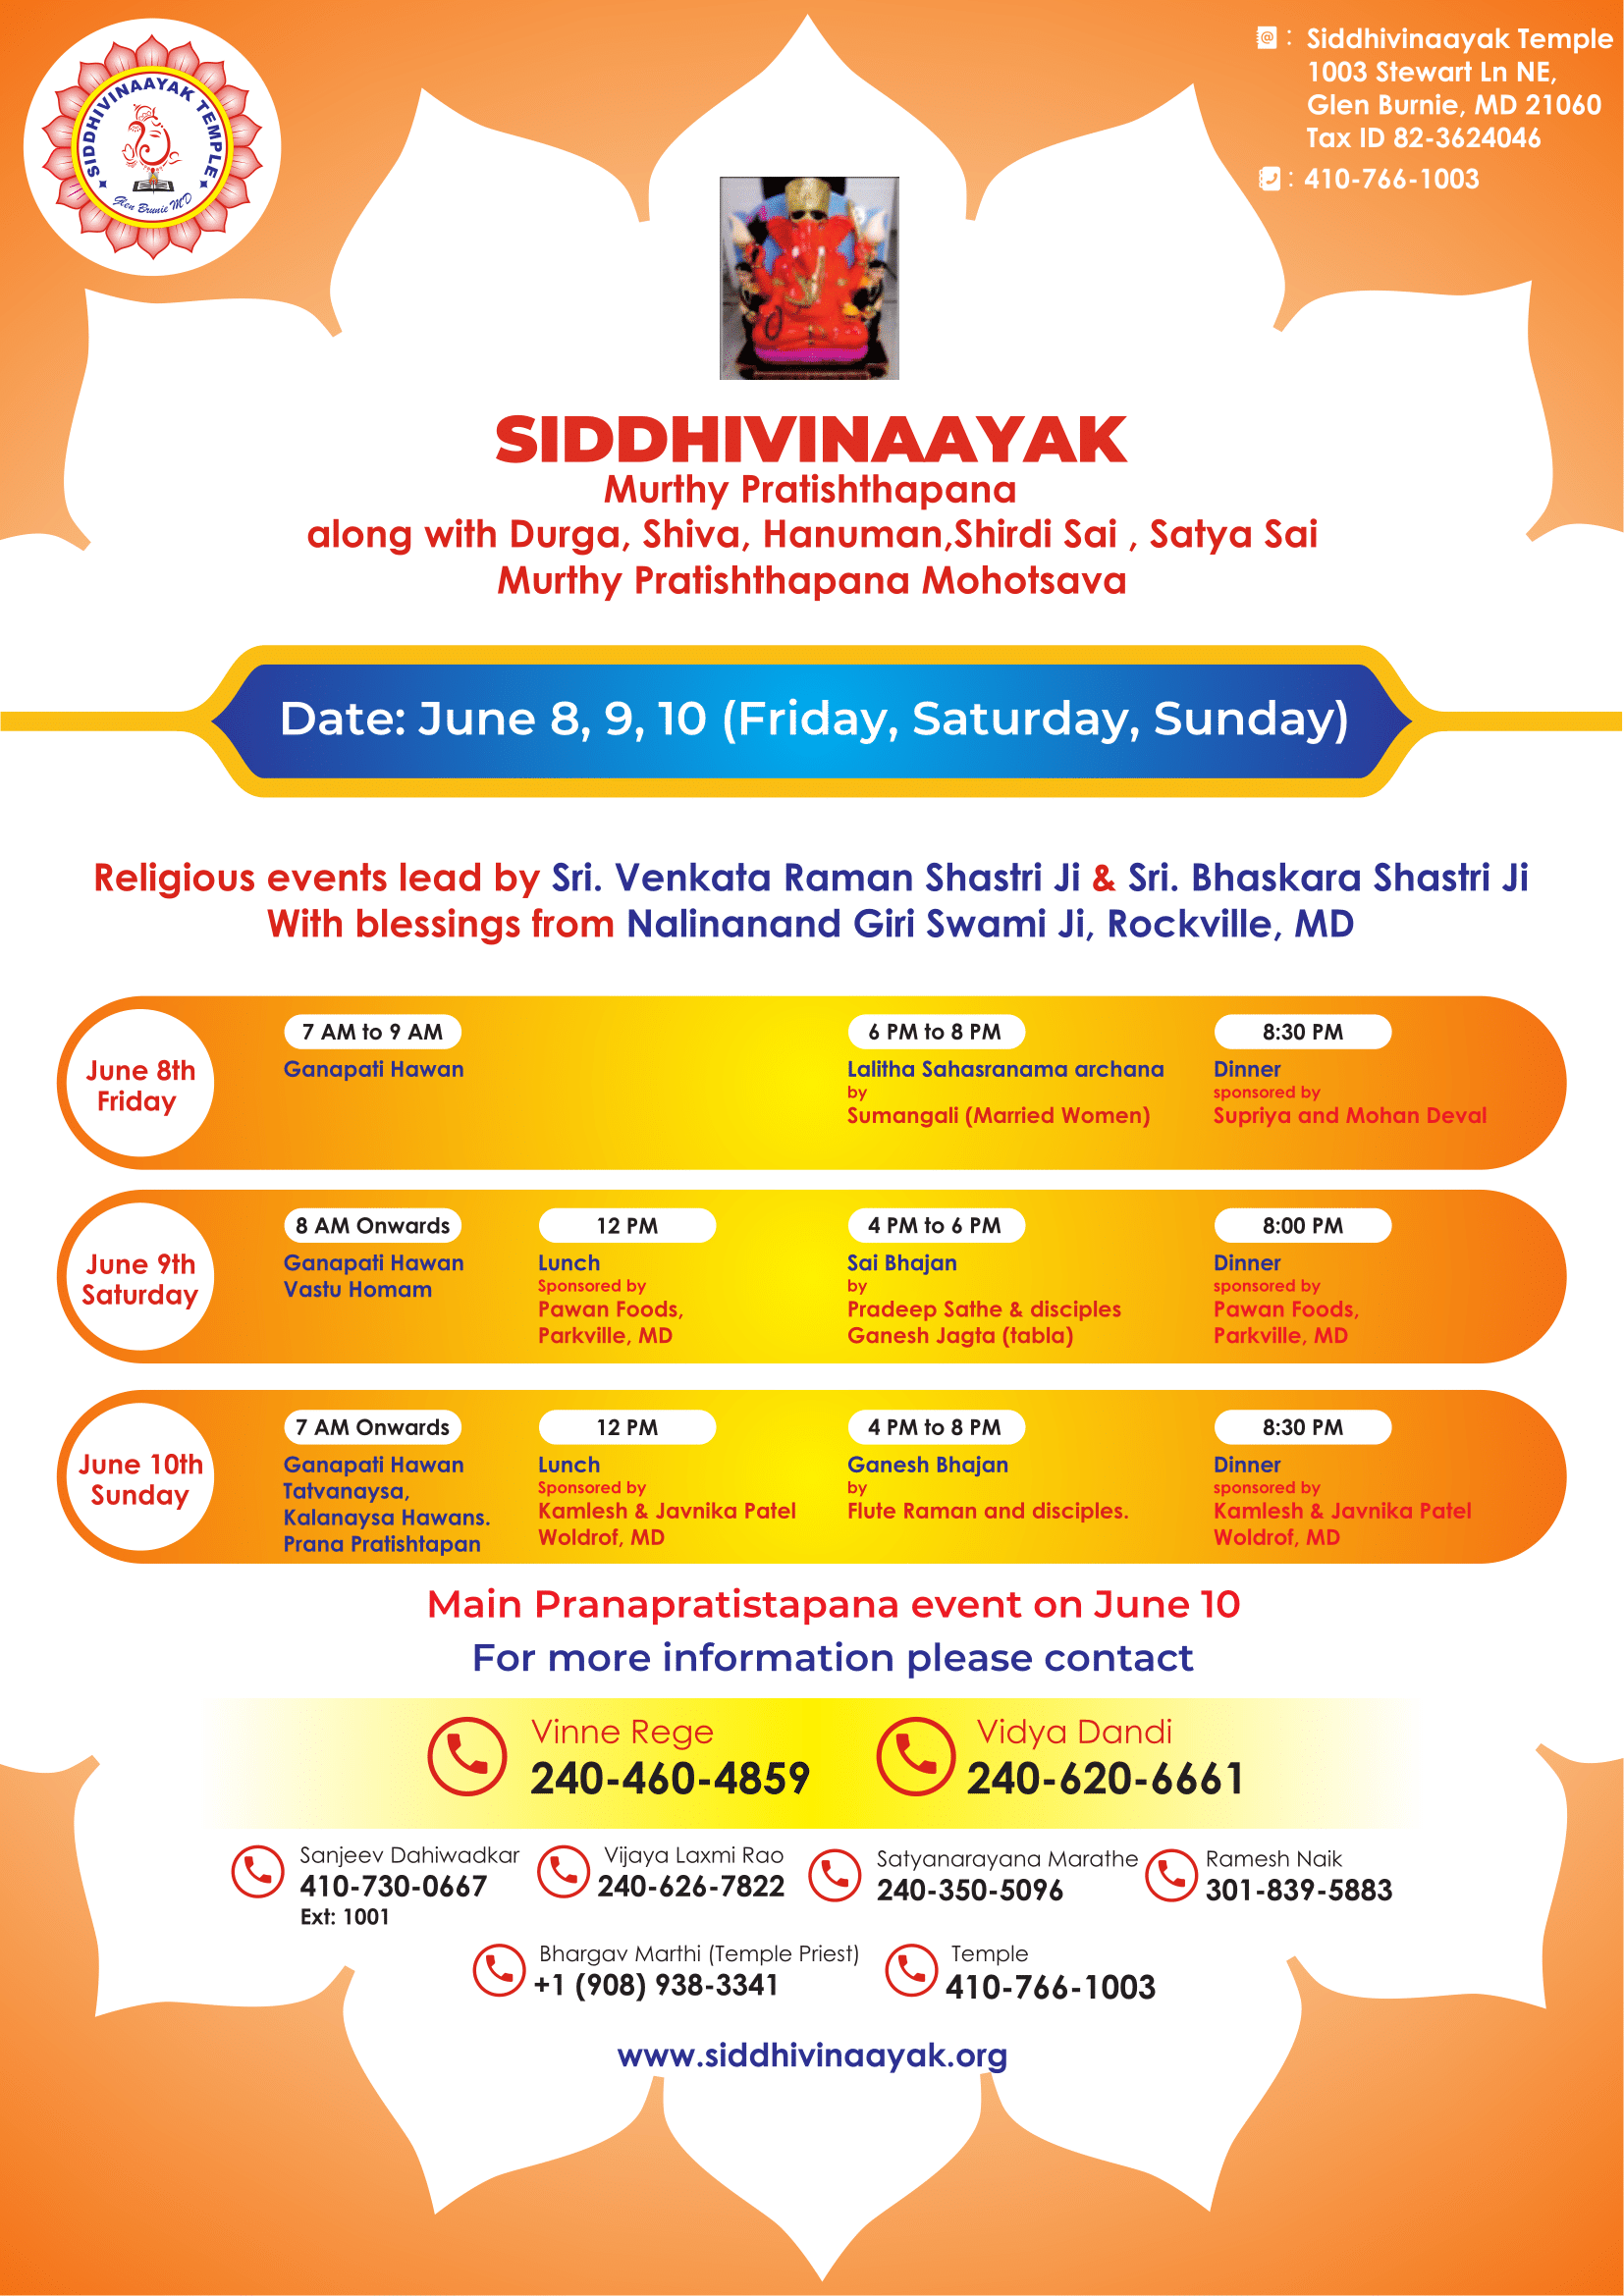 SIDDHIVINAAYAK TEMPLE
Glen Brunie MD
: Siddhivinaayak Temple
1003 Stewart Ln NE,
Glen Burnie, MD 21060
Tax ID 82-3624046
: 410-766-1003
SIDDHIVINAAYAK
Murthy Pratishthapana
along with Durga, Shiva, Hanuman,Shirdi Sai , Satya Sai
Murthy Pratishthapana Mohotsava
Date: June 8, 9, 10 (Friday, Saturday, Sunday)
Religious events lead by Sri. Venkata Raman Shastri Ji & Sri. Bhaskara Shastri Ji
With blessings from Nalinanand Giri Swami Ji, Rockville, MD
June 8th
Friday
7 AM to 9 AM
Ganapati Hawan
6 PM to 8 PM
Lalitha Sahasranama archana
by
Sumangali (Married Women)
8:30 PM
Dinner
sponsored by
Supriya and Mohan Deval
June 9th
Saturday
8 AM Onwards
Ganapati Hawan
Vastu Homam
12 PM
Lunch
Sponsored by
Pawan Foods,
Parkville, MD
4 PM to 6 PM
Sai Bhajan
by
Pradeep Sathe & disciples
Ganesh Jagta (tabla)
8:00 PM
Dinner
sponsored by
Pawan Foods,
Parkville, MD
June 10th
Sunday
7 AM Onwards
Ganapati Hawan
Tatvanaysa,
Kalanaysa Hawans.
Prana Pratishtapan
12 PM
Lunch
Sponsored by
Kamlesh & Javnika Patel
Woldrof, MD
4 PM to 8 PM
Ganesh Bhajan
by
Flute Raman and disciples.
8:30 PM
Dinner
sponsored by
Kamlesh & Javnika Patel
Woldrof, MD
Main Pranapratistapana event on June 10
For more information please contact
Vinne Rege
240-460-4859
Vidya Dandi
240-620-6661
Sanjeev Dahiwadkar
410-730-0667
Ext: 1001
Vijaya Laxmi Rao
240-626-7822
Satyanarayana Marathe
240-350-5096
Ramesh Naik
301-839-5883
Bhargav Marthi (Temple Priest)
+1 (908) 938-3341
Temple
410-766-1003
www.siddhivinaayak.org